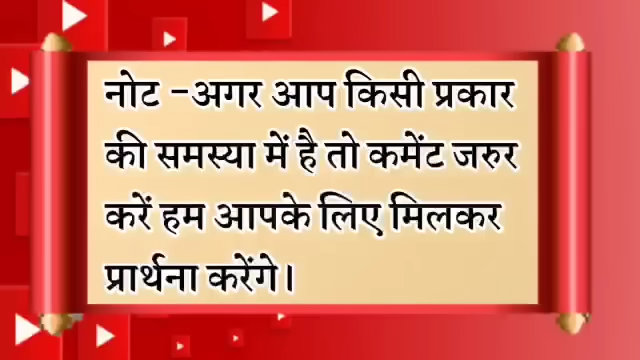 नोट -अगर आप किसी प्रकार
की समस्या में है तो कमेंट जरुर
करें हम आपके लिए मिलकर
प्रार्थना करेंगे।